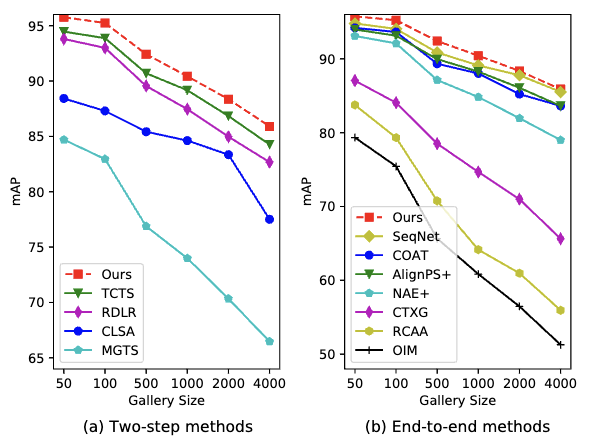 95
90
85
80
75
70
65
mAP
Ours
TCTS
RDLR
CLSA
MGTS
50 100 500 1000 2000 4000
Gallery Size
(a) Two-step methods
90
80
70
60
50
mAP
Ours
SeqNet
COAT
AlignPS+
NAE+
CTXG
RCAA
OIM
50 100 500 1000 2000 4000
Gallery Size
(b) End-to-end methods